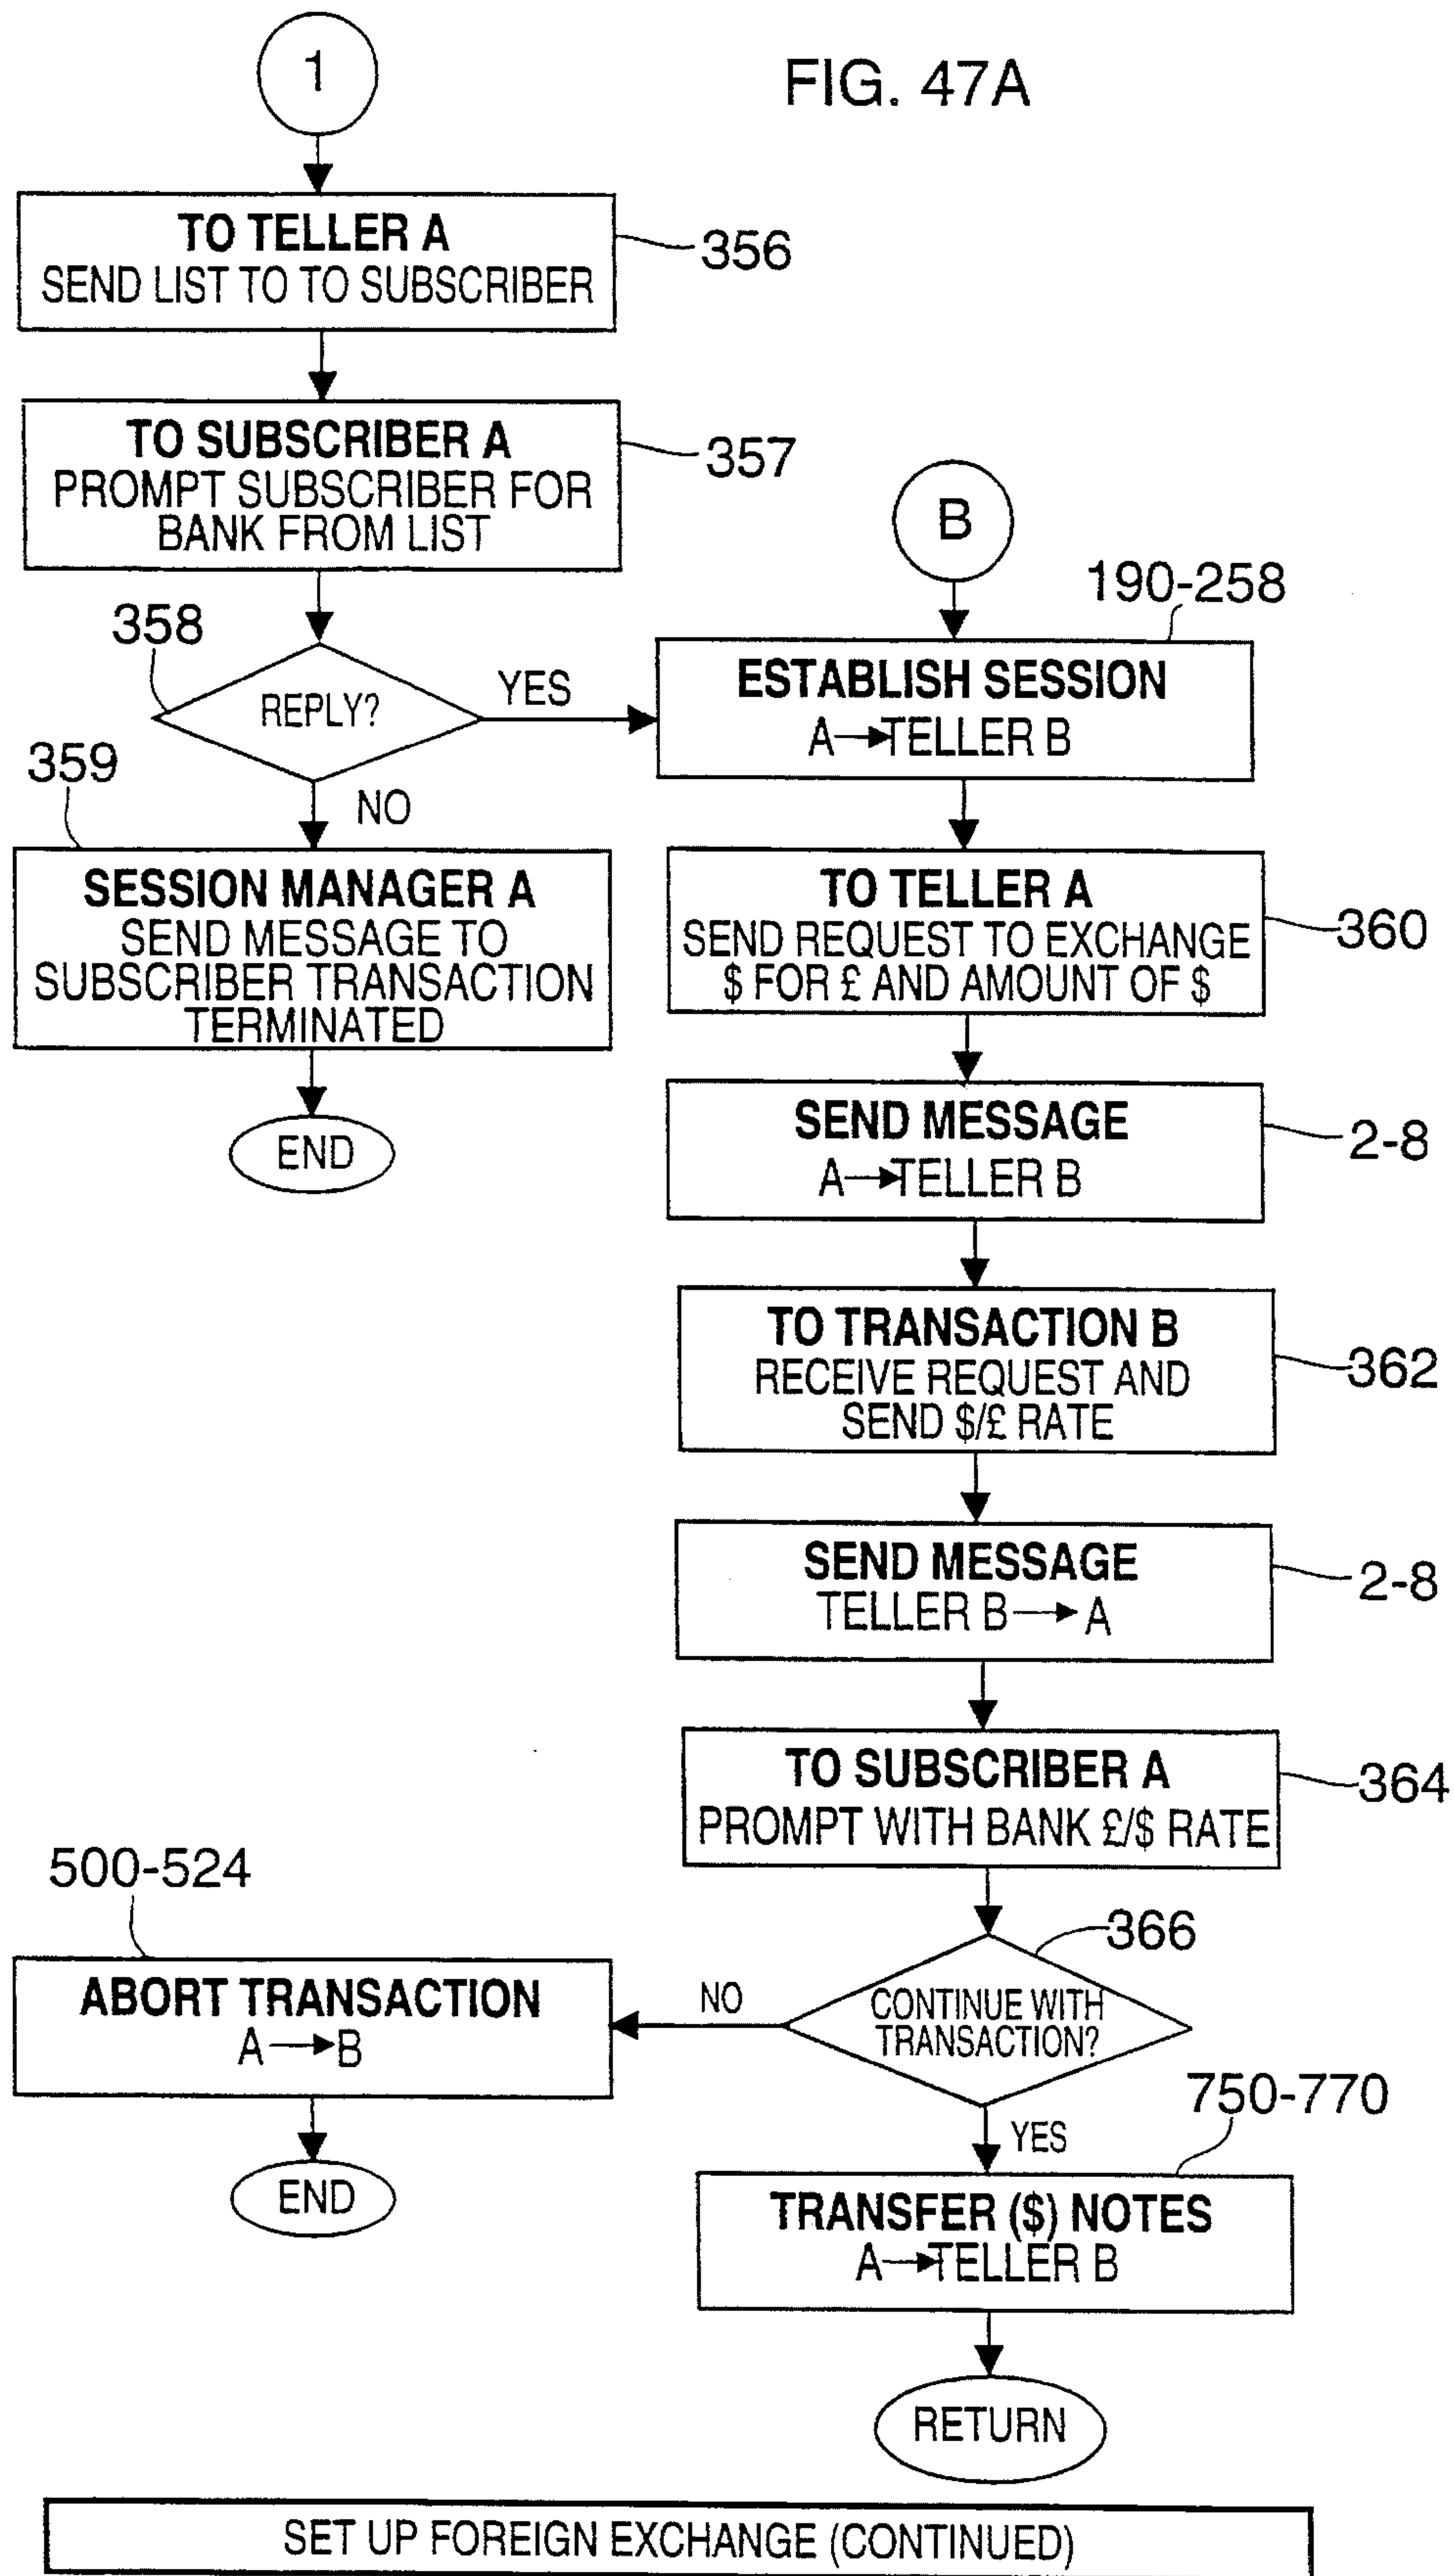 FIG. 47A
1
TO TELLER A
SEND LIST TO TO SUBSCRIBER
356
TO SUBSCRIBER A
PROMPT SUBSCRIBER FOR
BANK FROM LIST
357
358
REPLY?
YES
NO
359
SESSION MANAGER A
SEND MESSAGE TO
SUBSCRIBER TRANSACTION
TERMINATED
END
B
190-258
ESTABLISH SESSION
A→TELLER B
TO TELLER A
SEND REQUEST TO EXCHANGE
$ FOR £ AND AMOUNT OF $
360
SEND MESSAGE
A→TELLER B
2-8
TO TRANSACTION B
RECEIVE REQUEST AND
SEND $/£ RATE
362
SEND MESSAGE
TELLER B→A
2-8
TO SUBSCRIBER A
PROMPT WITH BANK £/$ RATE
364
366
CONTINUE WITH
TRANSACTION?
NO
500-524
ABORT TRANSACTION
A→B
END
YES
750-770
TRANSFER ($) NOTES
A→TELLER B
RETURN
SET UP FOREIGN EXCHANGE (CONTINUED)